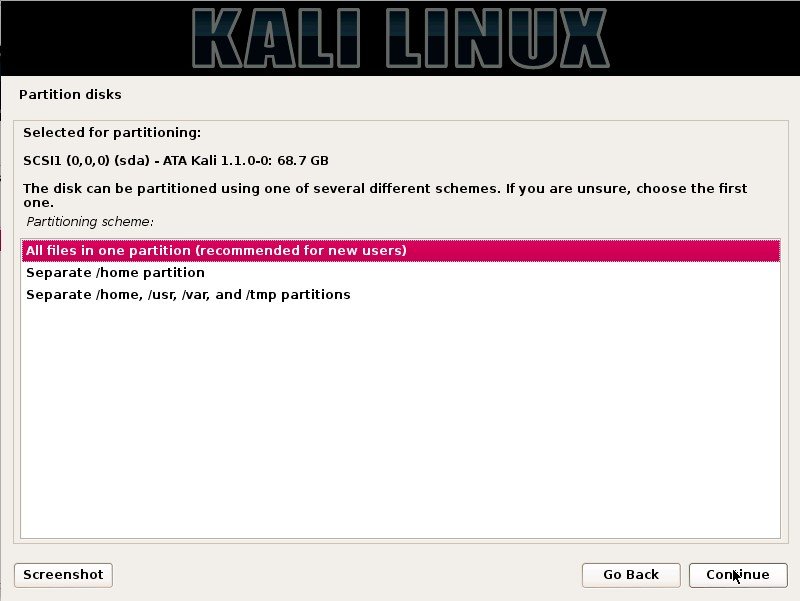 KALI LINUX
Partition disks
Selected for partitioning:
SCSI1 (0,0,0) (sda) - ATA Kali 1.1.0-0: 68.7 GB
The disk can be partitioned using one of several different schemes. If you are unsure, choose the first
one.
Partitioning scheme:
All files in one partition (recommended for new users)
Separate /home partition
Separate /home, /usr, /var, and /tmp partitions
Screenshot
Go Back
Continue